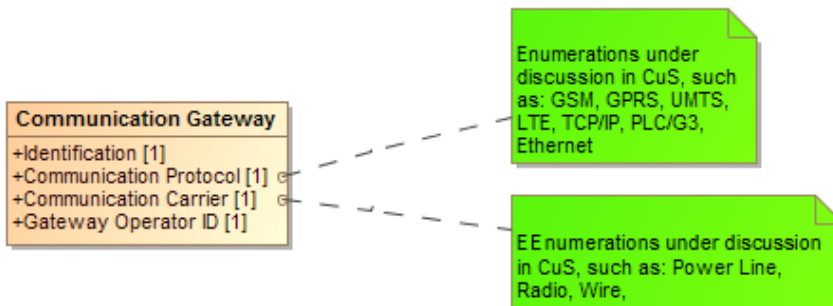 Communication Gateway
+Identification [1]
+Communication Protocol [1]
+Communication Carrier [1]
+Gateway Operator ID [1]
Enumerations under
discussion in CuS, such
as: GSM, GPRS, UMTS,
LTE, TCP/IP, PLC/G3,
Ethernet
EEnumerations under discussion
in CuS, such as: Power Line,
Radio, Wire,